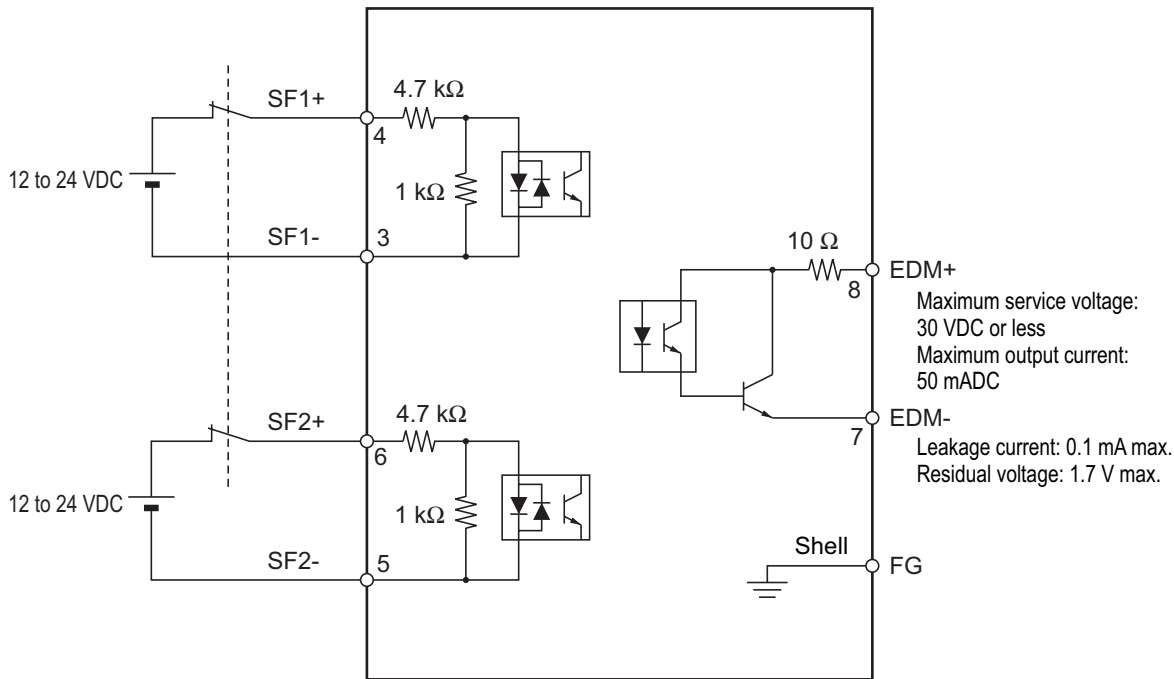 SF1+
4.7 kΩ
4
12 to 24 VDC
1 kΩ
SF1-
3
10 Ω
EDM+
8
Maximum service voltage:
30 VDC or less
Maximum output current:
50 mADC
SF2+
4.7 kΩ
6
EDM-
7
Leakage current: 0.1 mA max.
Residual voltage: 1.7 V max.
12 to 24 VDC
1 kΩ
SF2-
5
Shell
FG